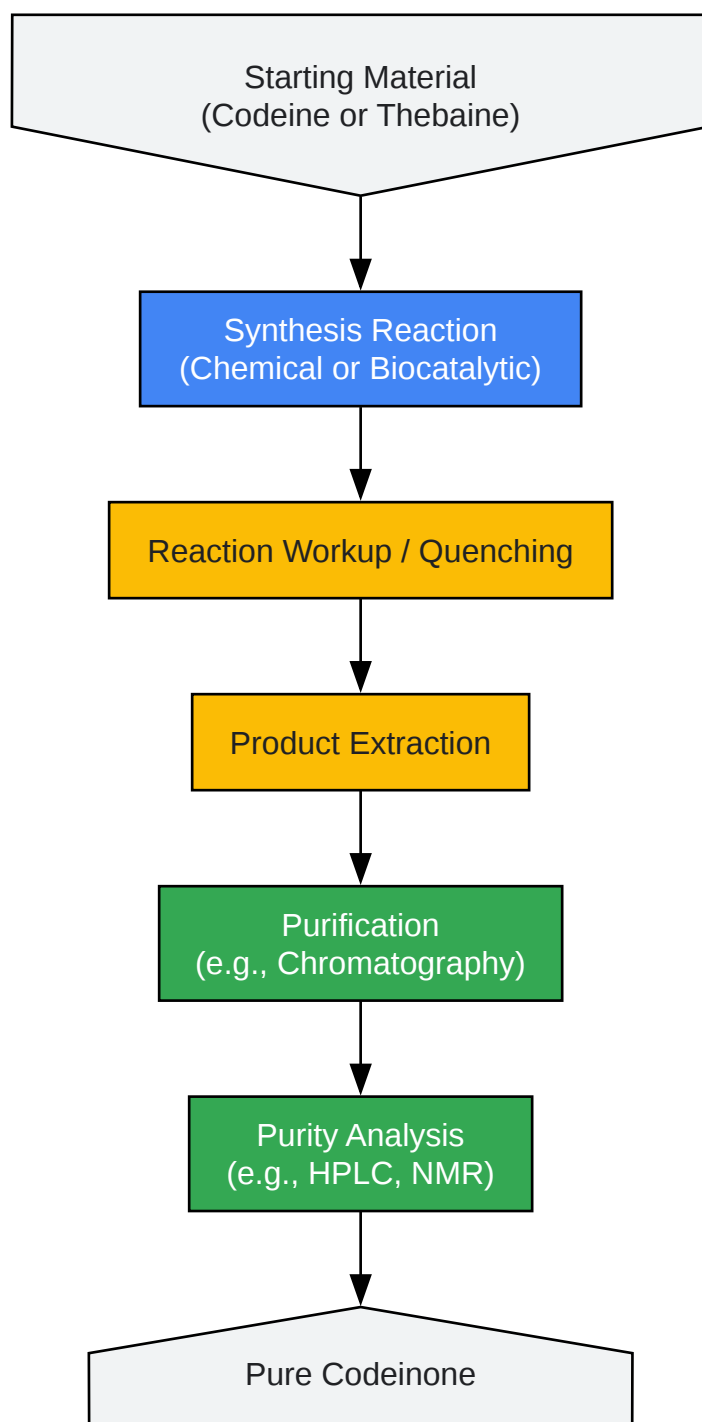 Starting Material
(Codeine or Thebaine)
Synthesis Reaction
(Chemical or Biocatalytic)
Reaction Workup / Quenching
Product Extraction
Purification
(e.g., Chromatography)
Purity Analysis
(e.g., HPLC, NMR)
Pure Codeinone